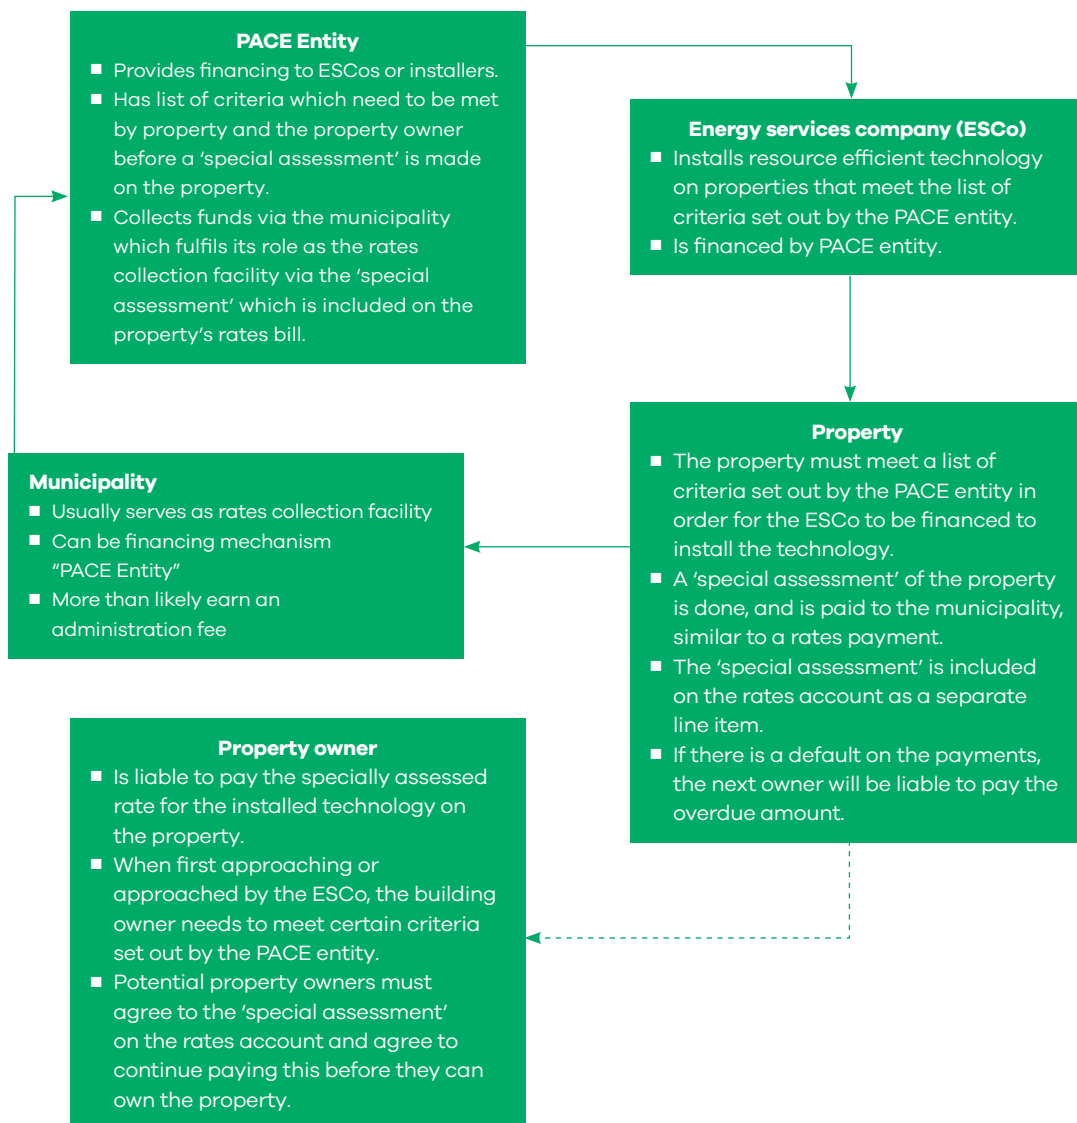 PACE Entity
■ Provides financing to ESCos or installers.
■ Has list of criteria which need to be met
by property and the property owner
before a ‘special assessment’ is made
on the property.
■ Collects funds via the municipality
which fulfils its role as the rates
collection facility via the ‘special
assessment’ which is included on the
property’s rates bill.
Energy services company (ESCo)
■ Installs resource efficient technology
on properties that meet the list of
criteria set out by the PACE entity.
■ Is financed by PACE entity.
Property
■ The property must meet a list of
criteria set out by the PACE entity in
order for the ESCo to be financed to
install the technology.
■ A ‘special assessment’ of the property
is done, and is paid to the municipality,
similar to a rates payment.
■ The ‘special assessment’ is included
on the rates account as a separate
line item.
■ If there is a default on the payments,
the next owner will be liable to pay the
overdue amount.
Municipality
■ Usually serves as rates collection facility
■ Can be financing mechanism
“PACE Entity”
■ More than likely earn an
administration fee
Property owner
■ Is liable to pay the specially assessed
rate for the installed technology on
the property.
■ When first approaching or
approached by the ESCo, the building
owner needs to meet certain criteria
set out by the PACE entity.
■ Potential property owners must
agree to the ‘special assessment’
on the rates account and agree to
continue paying this before they can
own the property.